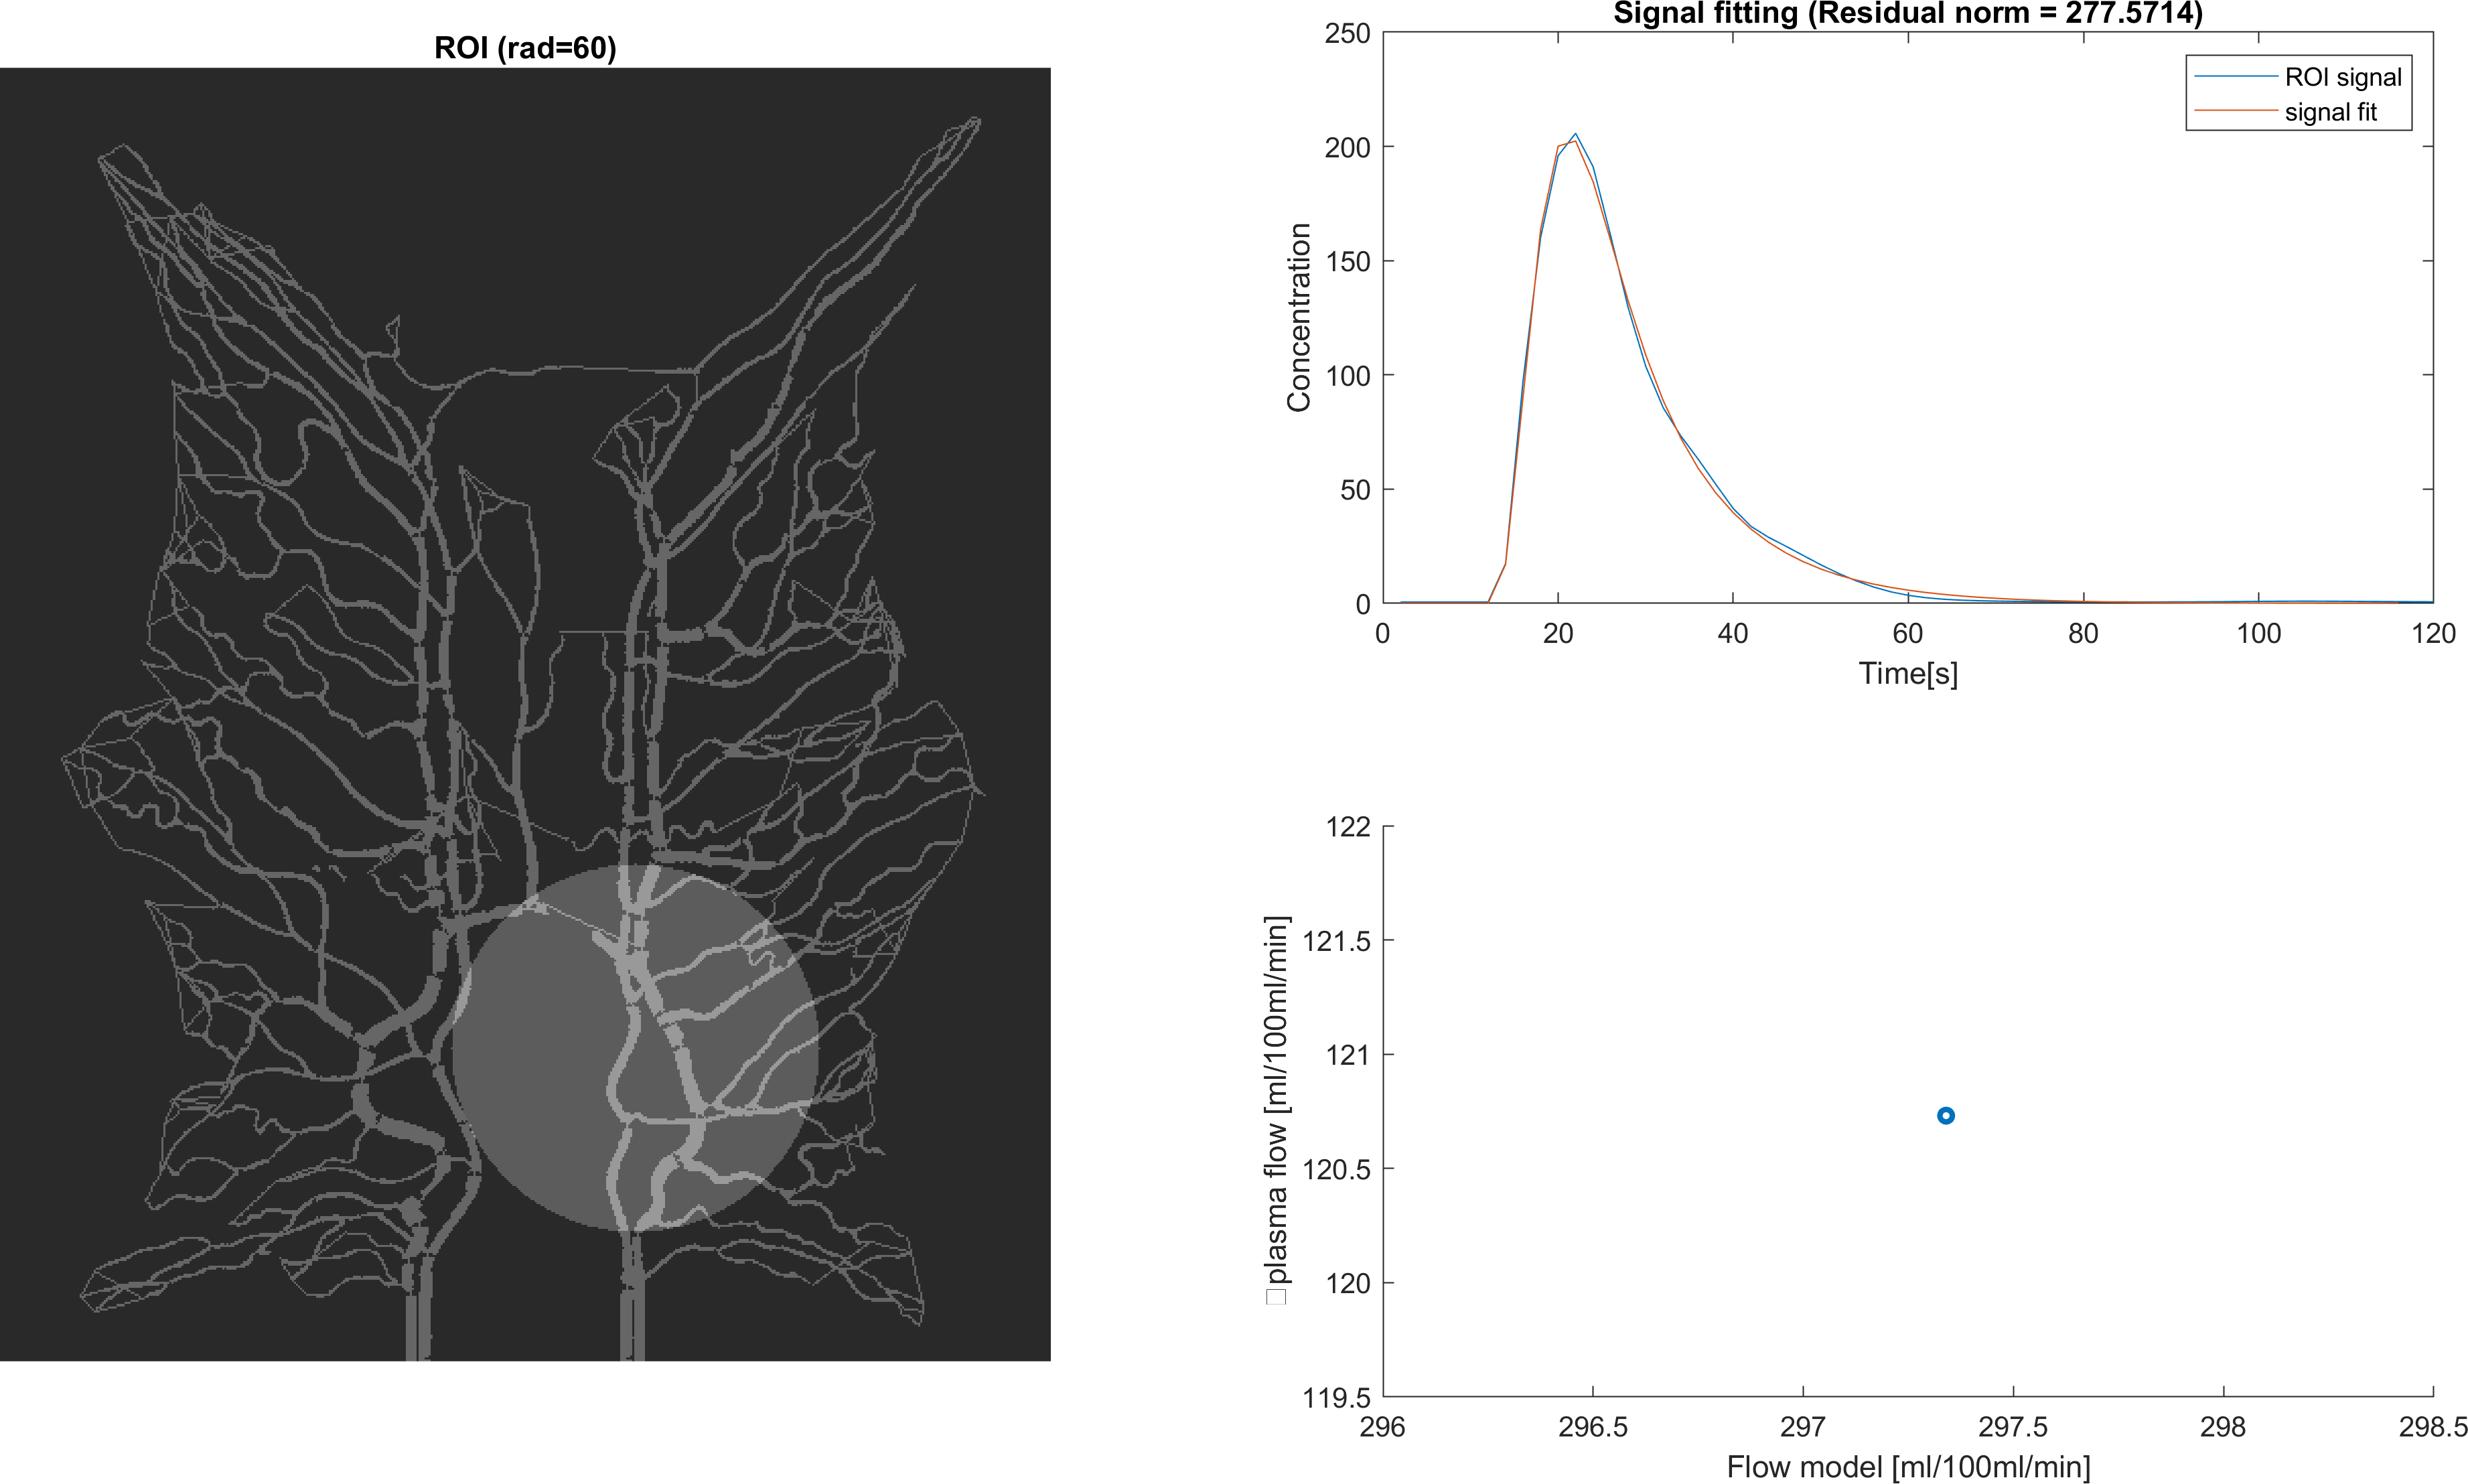 ROI (rad=60)
Signal fitting (Residual norm = 277.5714)
250
200
150
100
50
0
Concentration
ROI signal
signal fit
0 20 40 60 80 100 120
Time[s]
122
121.5
121
120.5
120
119.5
□plasma flow [ml/100ml/min]
296 296.5 297 297.5 298 298.5
Flow model [ml/100ml/min]